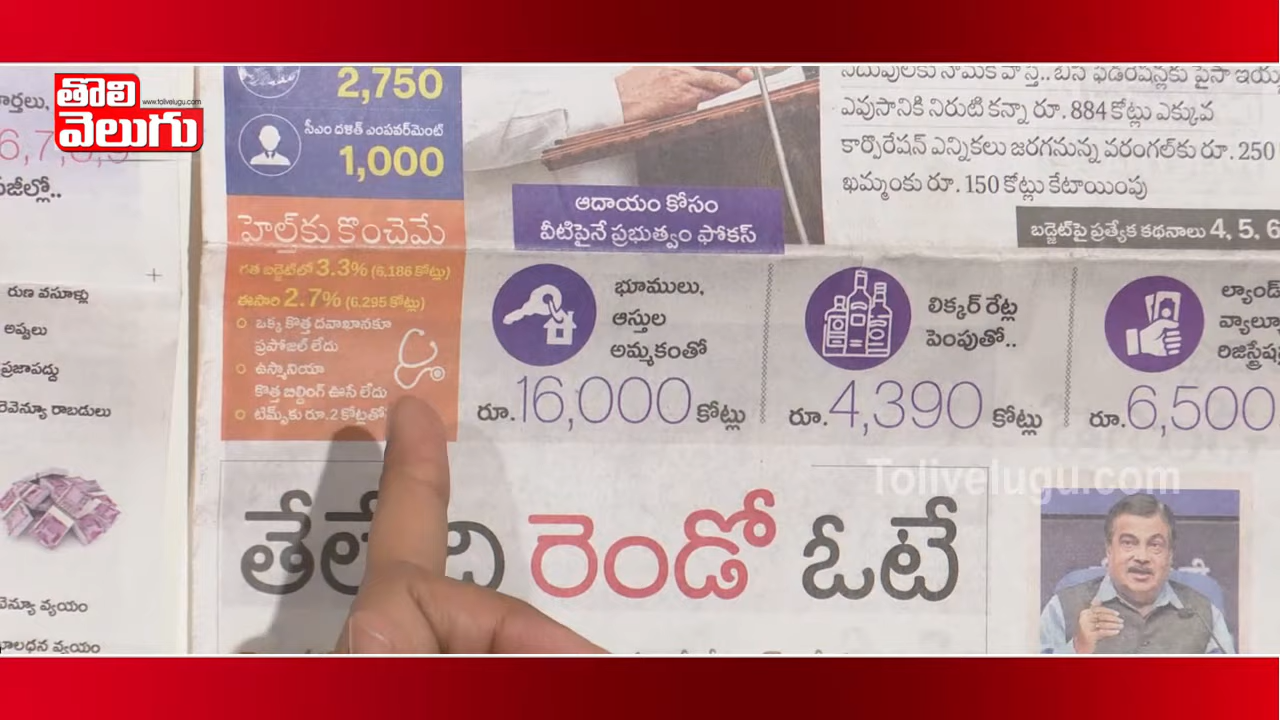 తొలి
వెలుగు
www.tolivelugu.com
2,750
సీఎం దళిత్ ఎంపవర్‌మెంట్
1,000
హెల్త్‌కు కొంచెమే
గత బడ్జెట్‌లో 3.3% (6,186 కోట్లు)
ఈసారి 2.7% (6,295 కోట్లు)
ఒక్క కొత్త దవాఖానకూ
ప్రపోజల్ లేదు
ఉస్మానియా
కొత్త బిల్డింగ్ ఊసే లేదు
టిమ్స్‌కు రూ.2 కోట్లతో
ఆదాయం కోసం
వీటిపైనే ప్రభుత్వం ఫోకస్
ఎవుసానికి నిరుటి కన్నా రూ. 884 కోట్లు ఎక్కువ
కార్పొరేషన్ ఎన్నికలు జరగనున్న వరంగల్‌కు రూ. 250
ఖమ్మంకు రూ. 150 కోట్లు కేటాయింపు
బడ్జెట్‌పై ప్రత్యేక కథనాలు 4, 5, 6
భూములు,
ఆస్తుల
అమ్మకంతో
రూ.16,000 కోట్లు
లిక్కర్ రేట్ల
పెంపుతో..
రూ.4,390 కోట్లు
ల్యాండ్
రూ.6,500
రెండో ఓటే
Tolivelugu.com
రుణ వసూళ్లు
అప్పులు
ప్రజాపద్దు
రెవెన్యూ రాబడులు